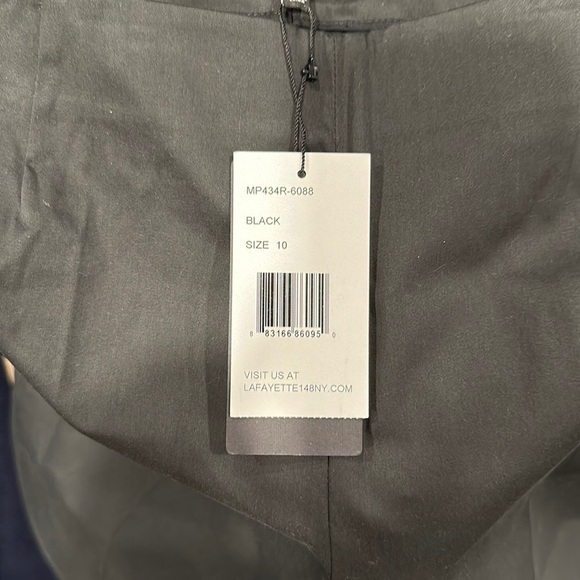 MP434R-6088
BLACK
SIZE 10
8 83166 86095 0
VISIT US AT
LAFAYETTE148NY.COM